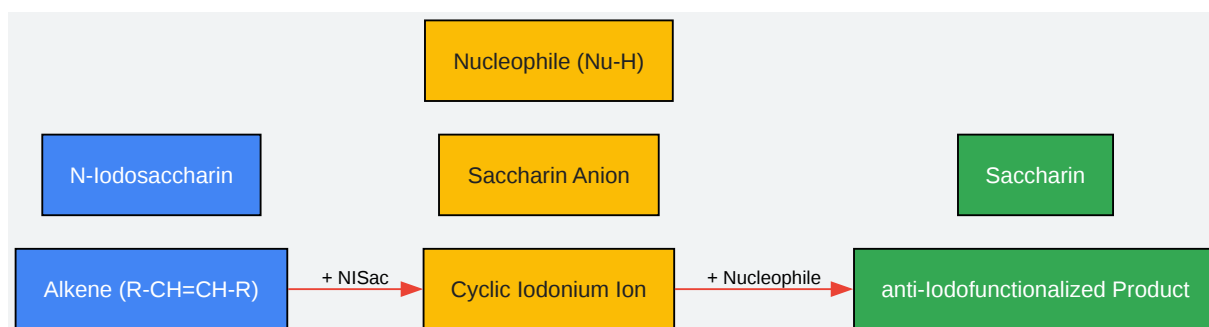 Nucleophile (Nu-H)
N-Iodosaccharin
Saccharin Anion
Saccharin
Alkene (R-CH=CH-R)
+ NISac
Cyclic Iodonium Ion
+ Nucleophile
anti-Iodofunctionalized Product